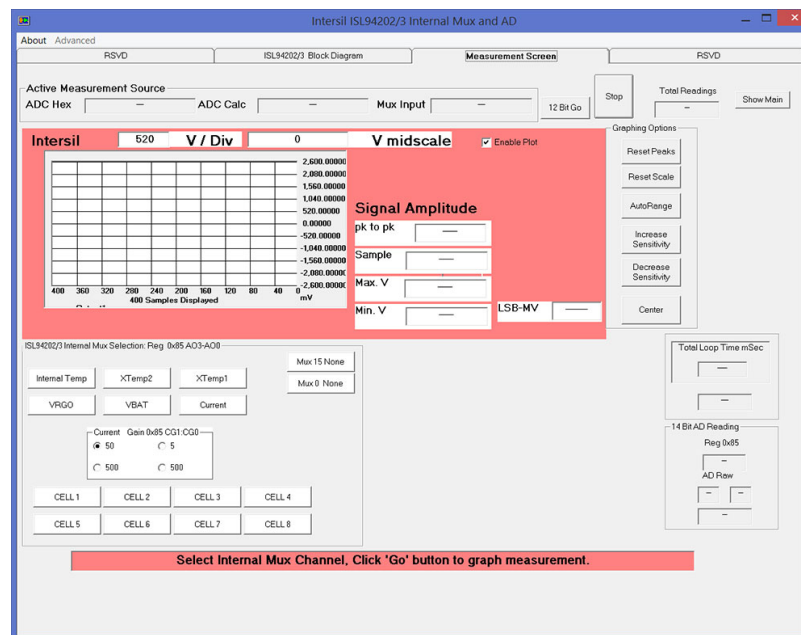 Intersil ISL94202/3 Internal Mux and AD
About Advanced
RSVD ISL94202/3 Block Diagram Measurement Screen RSVD
Active Measurement Source
ADC Hex – ADC Calc – Mux Input –
12 Bit Go
Stop
Total Readings
–
Show Main
Intersil 520 V / Div 0 V midscale Enable Plot
2,600.00000
2,080.00000
1,560.00000
1,040.00000
520.00000
0.00000
-520.00000
-1,040.00000
-1,560.00000
-2,080.00000
-2,600.00000
400 360 320 280 240 200 160 120 80 40 0
400 Samples Displayed mV
Signal Amplitude
pk to pk —
Sample —
Max. V —
Min. V —
LSB-MV —
Graphing Options
Reset Peaks
Reset Scale
AutoRange
Increase
Sensitivity
Decrease
Sensitivity
Center
ISL94202/3 Internal Mux Selection: Reg 0x85 AO3-AO0
Mux 15 None
Mux 0 None
Internal Temp XTemp2 XTemp1
VRGO VBAT Current
Current Gain 0x85 CG1:CG0
50 5
500 500
CELL 1 CELL 2 CELL 3 CELL 4
CELL 5 CELL 6 CELL 7 CELL 8
Total Loop Time mSec
—
—
14 Bit AD Reading
Reg 0x85
–
AD Raw
– –
–
Select Internal Mux Channel, Click 'Go' button to graph measurement.